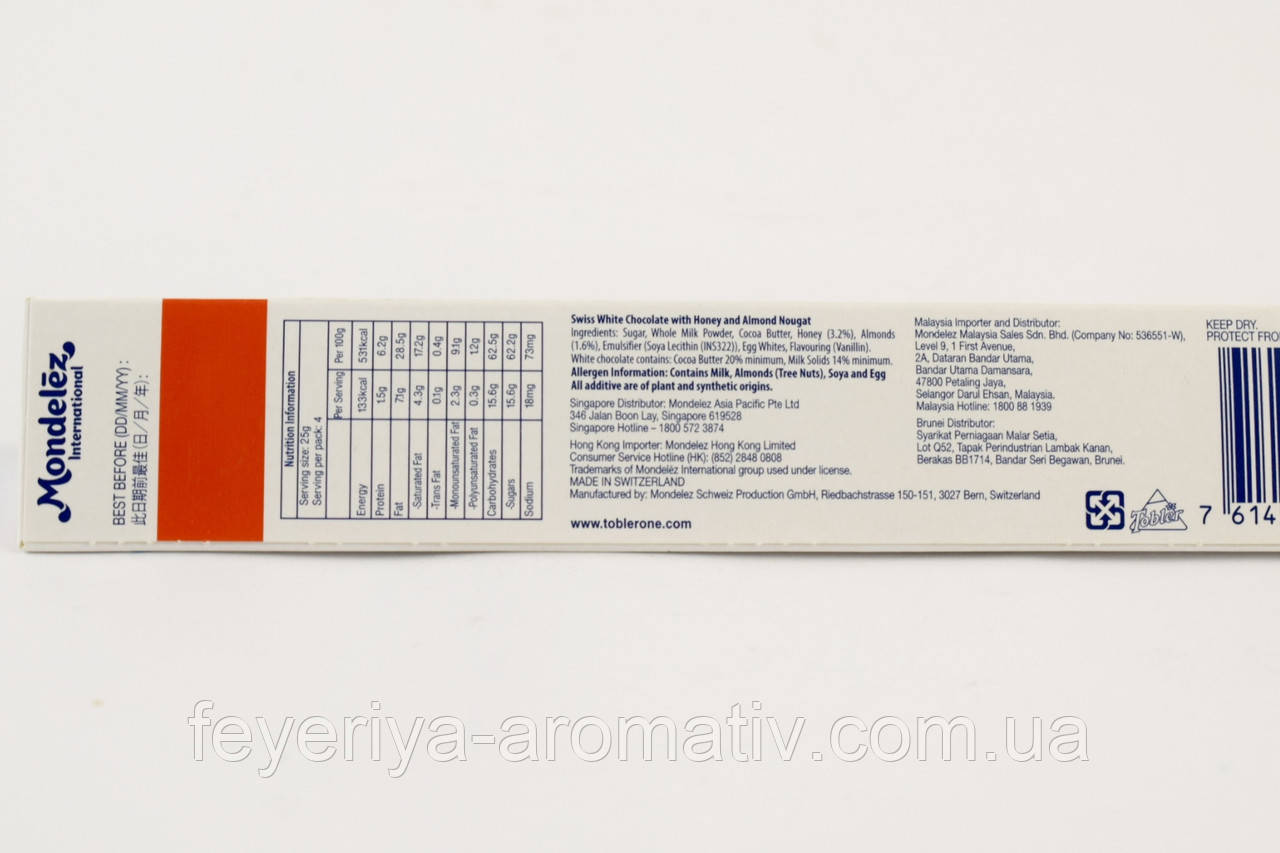 Mondelēz
International
BEST BEFORE (DD/MM/YY) :
此日期前最佳 (日／月／年) :
Nutrition Information
Serving size: 25g
Serving per pack: 4
Per Serving Per 100g
Energy 133kcal 531kcal
Protein 1.5g 6.2g
Fat 7.1g 28.5g
-Saturated Fat 4.3g 17.2g
-Trans Fat 0.1g 0.4g
-Monounsaturated Fat 2.3g 9.1g
-Polyunsaturated Fat 0.3g 1.2g
Carbohydrates 15.6g 62.5g
-Sugars 15.6g 62.2g
Sodium 18mg 73mg
Swiss White Chocolate with Honey and Almond Nougat
Ingredients: Sugar, Whole Milk Powder, Cocoa Butter, Honey (3.2%), Almonds
(1.6%), Emulsifier (Soya Lecithin (INS322)), Egg Whites, Flavouring (Vanillin).
White chocolate contains: Cocoa Butter 20% minimum, Milk Solids 14% minimum.
Allergen Information: Contains Milk, Almonds (Tree Nuts), Soya and Egg
All additive are of plant and synthetic origins.
Singapore Distributor: Mondelez Asia Pacific Pte Ltd
346 Jalan Boon Lay, Singapore 619528
Singapore Hotline – 1800 572 3874
Hong Kong Importer: Mondelez Hong Kong Limited
Consumer Service Hotline (HK): (852) 2848 0808
Trademarks of Mondelēz International group used under license.
MADE IN SWITZERLAND
Manufactured by: Mondelez Schweiz Production GmbH, Riedbachstrasse 150-151, 3027 Bern, Switzerland
www.toblerone.com
Malaysia Importer and Distributor:
Mondelez Malaysia Sales Sdn. Bhd. (Company No: 536551-W),
Level 9, 1 First Avenue,
2A, Dataran Bandar Utama,
Bandar Utama Damansara,
47800 Petaling Jaya,
Selangor Darul Ehsan, Malaysia.
Malaysia Hotline: 1800 88 1939
Brunei Distributor:
Syarikat Perniagaan Malar Setia,
Lot Q52, Tapak Perindustrian Lambak Kanan,
Berakas BB1714, Bandar Seri Begawan, Brunei.
Tobler
KEEP DRY.
PROTECT FRO
7 614
feyeriya-aromativ.com.ua